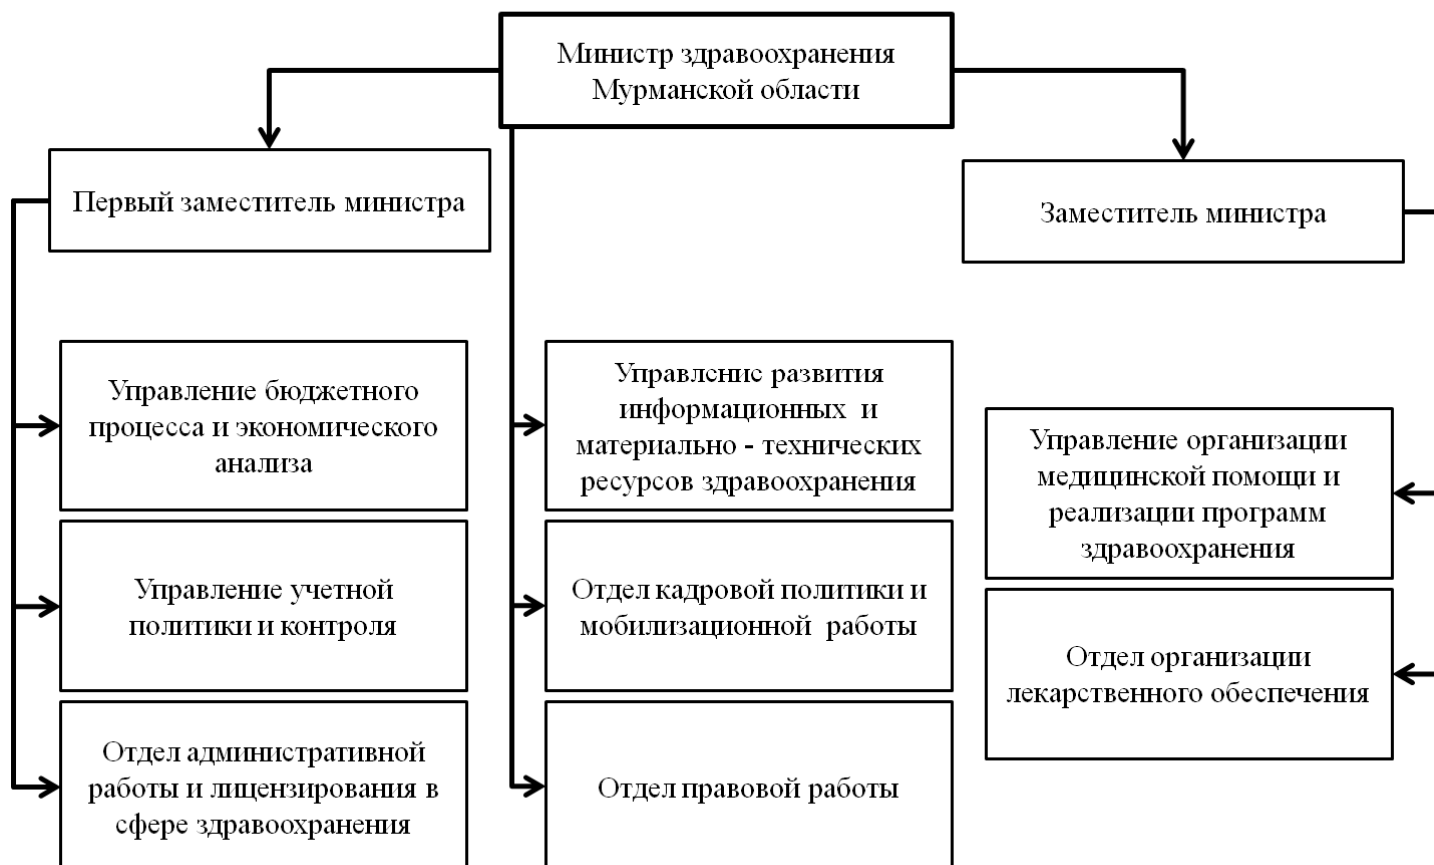 Министр здравоохранения
Мурманской области
Первый заместитель министра
Заместитель министра
Управление бюджетного
процесса и экономического
анализа
Управление учетной
политики и контроля
Отдел административной
работы и лицензирования в
сфере здравоохранения
Управление развития
информационных и
материально - технических
ресурсов здравоохранения
Отдел кадровой политики и
мобилизационной работы
Отдел правовой работы
Управление организации
медицинской помощи и
реализации программ
здравоохранения
Отдел организации
лекарственного обеспечения